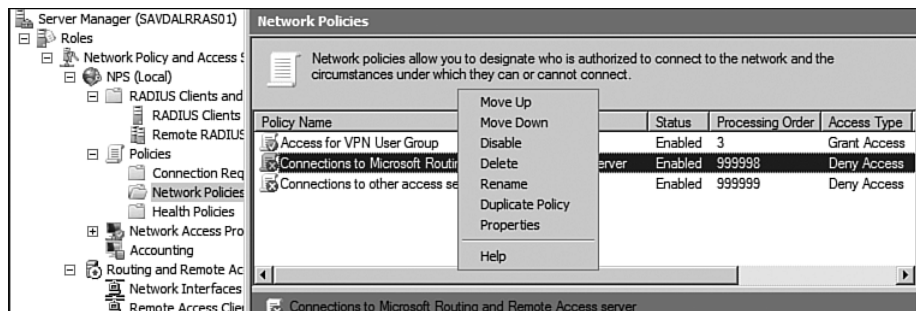 Server Manager (SAVDALRRAS01)
Roles
Network Policy and Access
NPS (Local)
RADIUS Clients and
RADIUS Clients
Remote RADIUS
Policies
Connection Req
Network Policies
Health Policies
Network Access Pro
Accounting
Routing and Remote Ac
Network Interfaces
Remote Access Clie
Network Policies
Network policies allow you to designate who is authorized to connect to the network and the
circumstances under which they can or cannot connect.
Policy Name Status Processing Order Access Type
Access for VPN User Group Enabled 3 Grant Access
Connections to Microsoft Routin erver Enabled 999998 Deny Access
Connections to other access se Enabled 999999 Deny Access
Move Up
Move Down
Disable
Delete
Rename
Duplicate Policy
Properties
Help
Connections to Microsoft Routing and Remote Access server